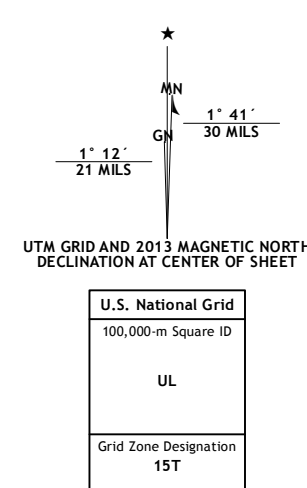 ★
MN
1° 41´
30 MILS
GN
1° 12´
21 MILS
UTM GRID AND 2013 MAGNETIC NORTH
DECLINATION AT CENTER OF SHEET
U.S. National Grid
100,000-m Square ID
UL
Grid Zone Designation
15T